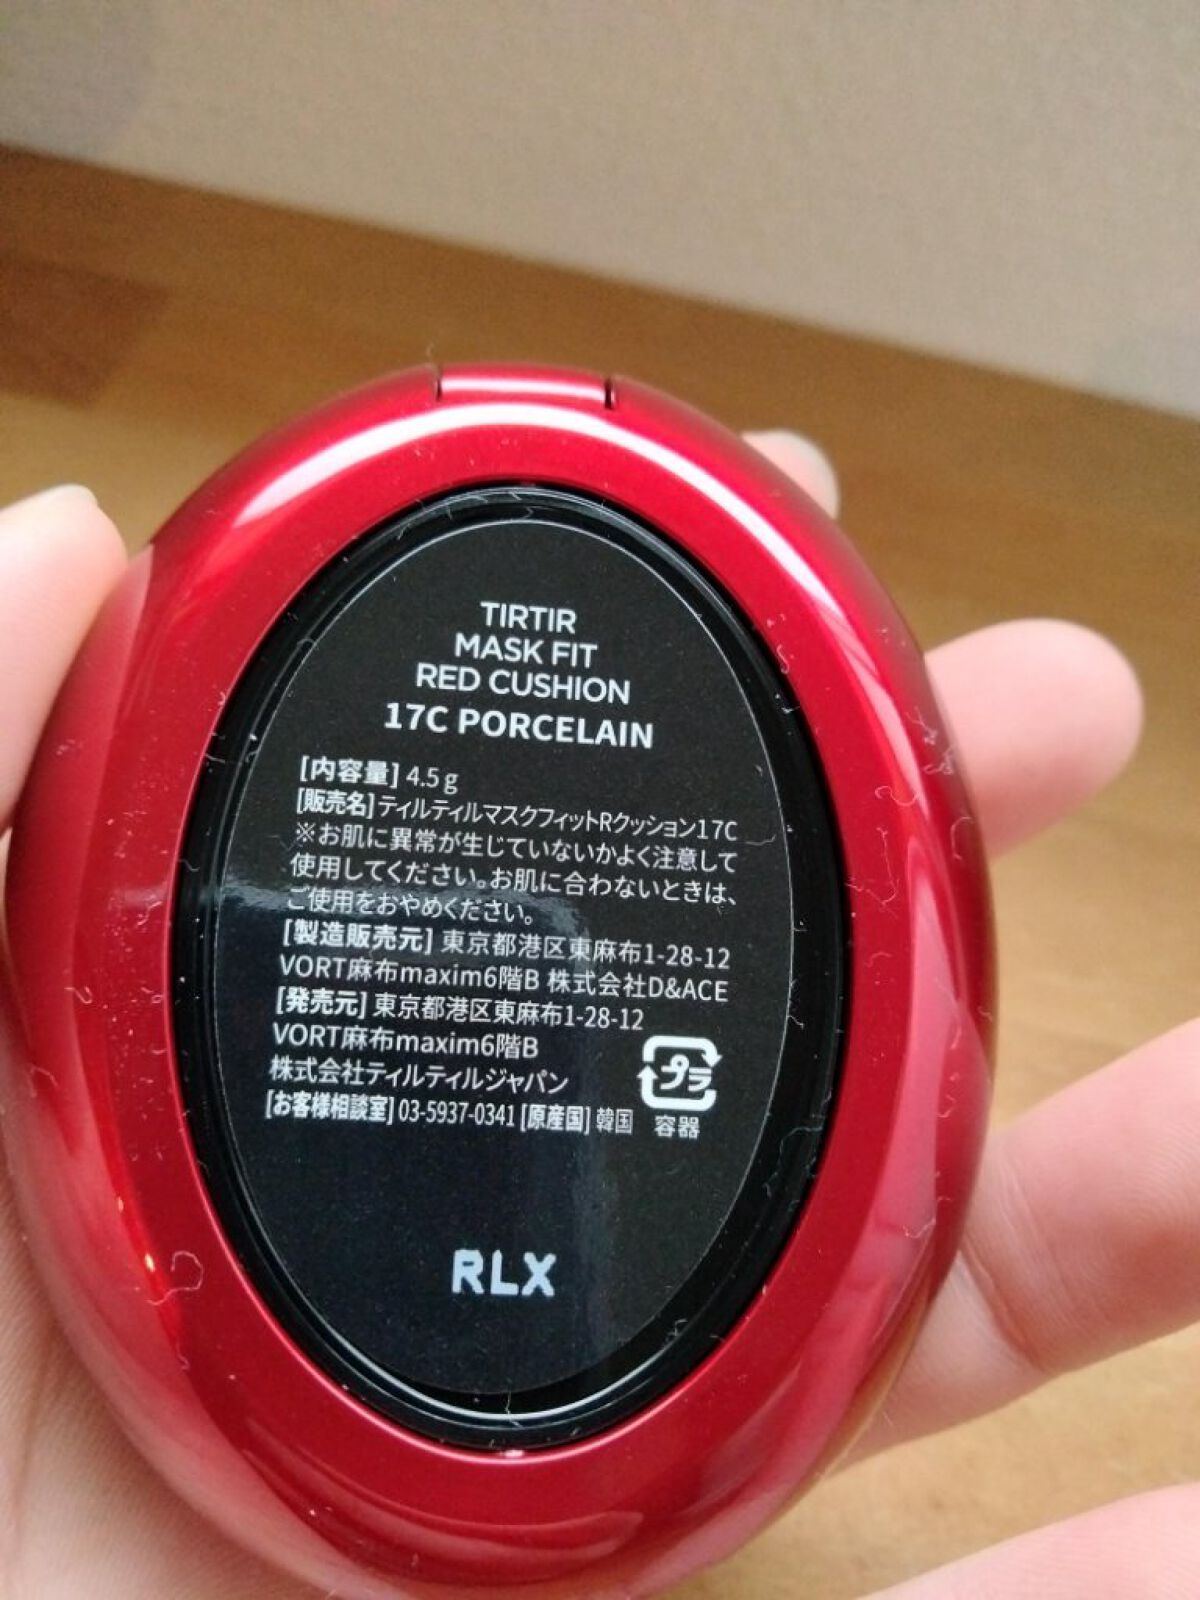 TIRTIR
MASK FIT
RED CUSHION
17C PORCELAIN
[内容量] 4.5g
[販売名]ティルティルマスクフィットRクッション17C
※お肌に異常が生じていないかよく注意して
使用してください。お肌に合わないときは、
ご使用をおやめください。
[製造販売元] 東京都港区東麻布1-28-12
VORT麻布maxim6階B 株式会社D&ACE
[発売元] 東京都港区東麻布1-28-12
VORT麻布maxim6階B
株式会社ティルティルジャパン
[お客様相談室] 03-5937-0341 [原産国] 韓国
プラ
容器
RLX